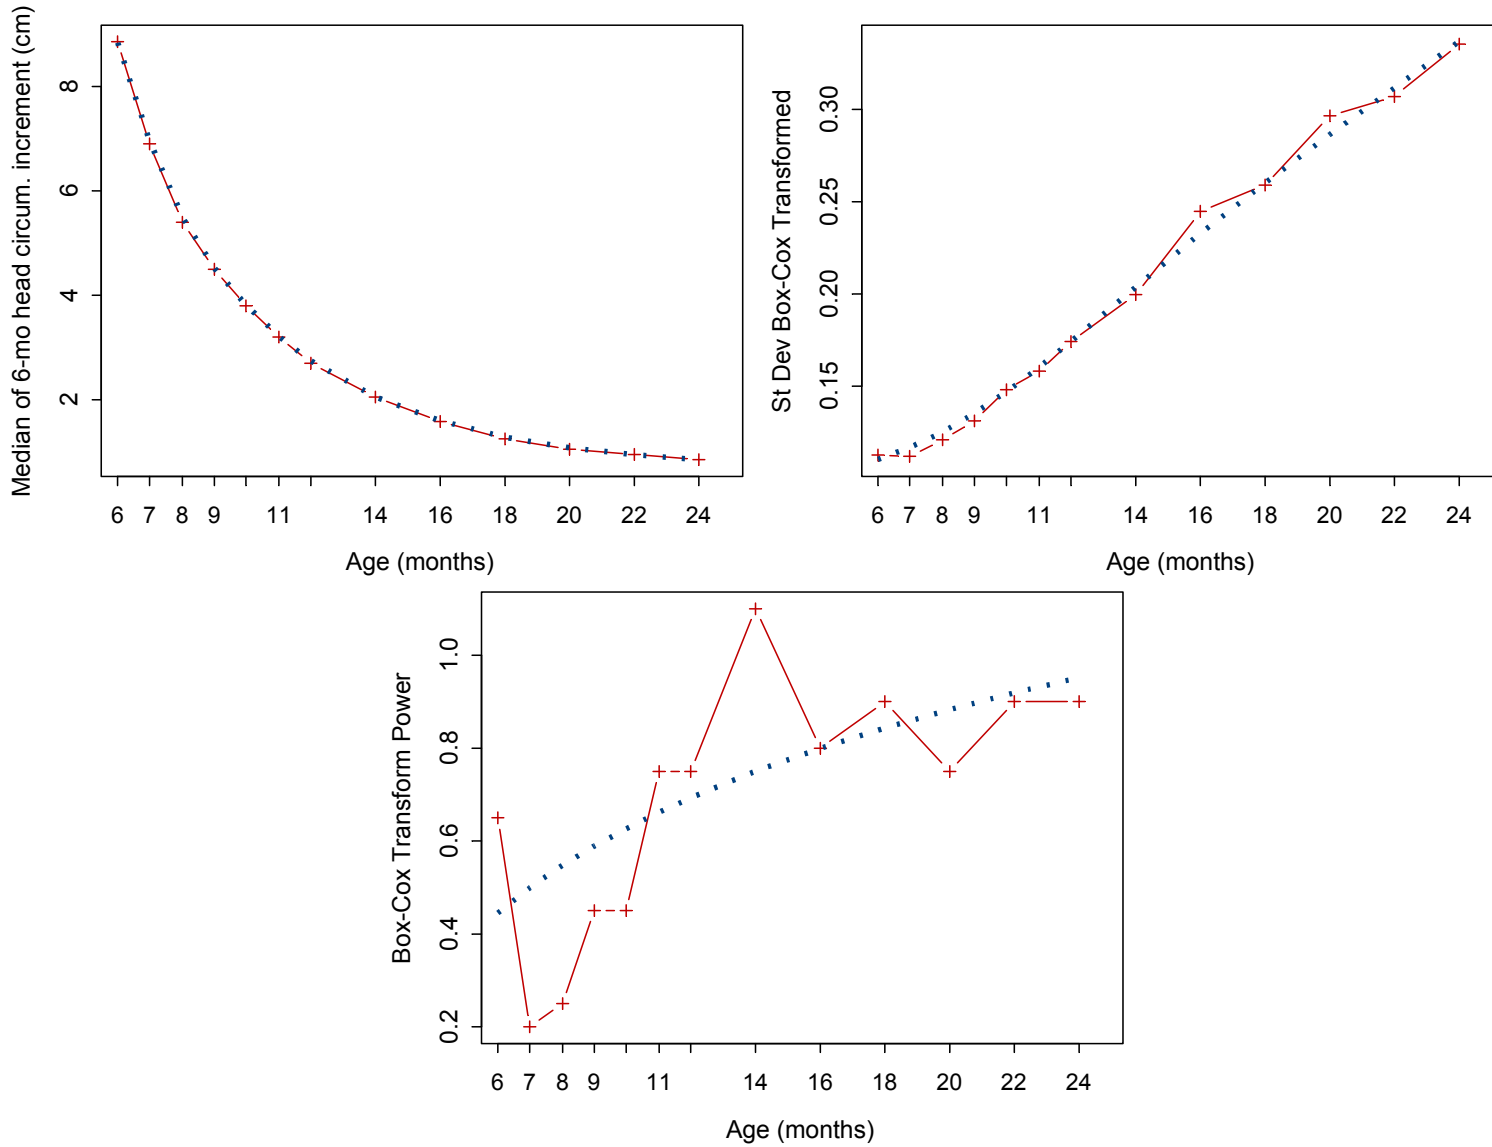 Median of 6-mo head circum. increment (cm)
8
6
4
2
6 7 8 9 11 14 16 18 20 22 24
Age (months)
St Dev Box-Cox Transformed
0.30
0.25
0.20
0.15
6 7 8 9 11 14 16 18 20 22 24
Age (months)
Box-Cox Transform Power
1.0
0.8
0.6
0.4
0.2
6 7 8 9 11 14 16 18 20 22 24
Age (months)